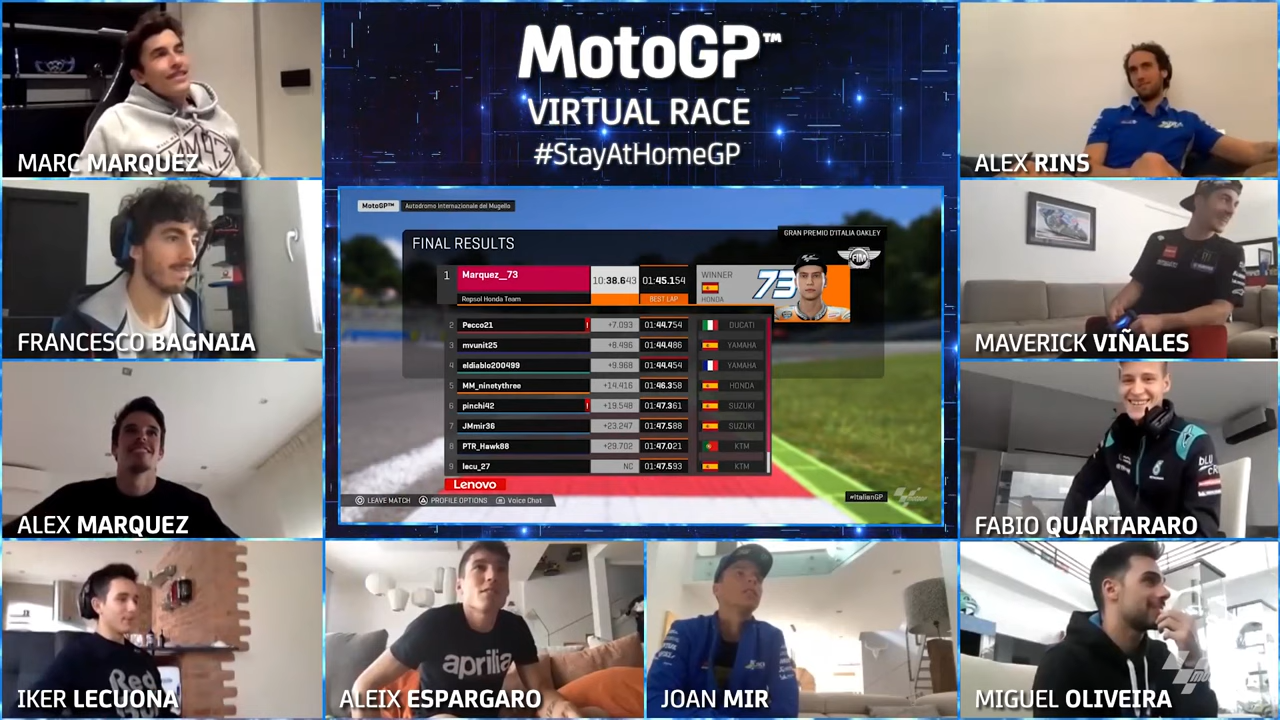 MotoGP™
VIRTUAL RACE
#StayAtHomeGP
MARC MARQUEZ
ALEX RINS
FRANCESCO BAGNAIA
MAVERICK VIÑALES
ALEX MARQUEZ
FABIO QUARTARARO
IKER LECUONA
ALEIX ESPARGARO
JOAN MIR
MIGUEL OLIVEIRA
MotoGP™ Autodromo internazionale del Mugello
FINAL RESULTS
GRAN PREMIO D'ITALIA OAKLEY
FIM
1 Marquez__73 10:38.643 01:45.154
Repsol Honda Team BEST LAP
WINNER
HONDA
73
2 Pecco21 +7.093 01:44.754 DUCATI
3 mvunit25 +8.496 01:44.486 YAMAHA
4 eldiablo200499 +9.968 01:44.454 YAMAHA
5 MM_ninetythree +14.416 01:46.358 HONDA
6 pinchi42 +19.548 01:47.361 SUZUKI
7 JMmir36 +23.247 01:47.588 SUZUKI
8 PTR_Hawk88 +29.702 01:47.021 KTM
9 lecu_27 NC 01:47.593 KTM
Lenovo
LEAVE MATCH PROFILE OPTIONS Voice Chat
#ItalianGP
aprilia
Red